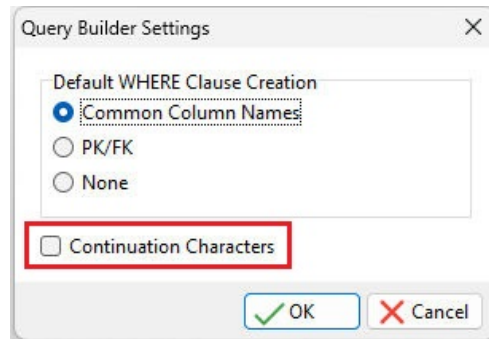 Query Builder Settings
Default WHERE Clause Creation
Common Column Names
PK/FK
None
Continuation Characters
OK Cancel